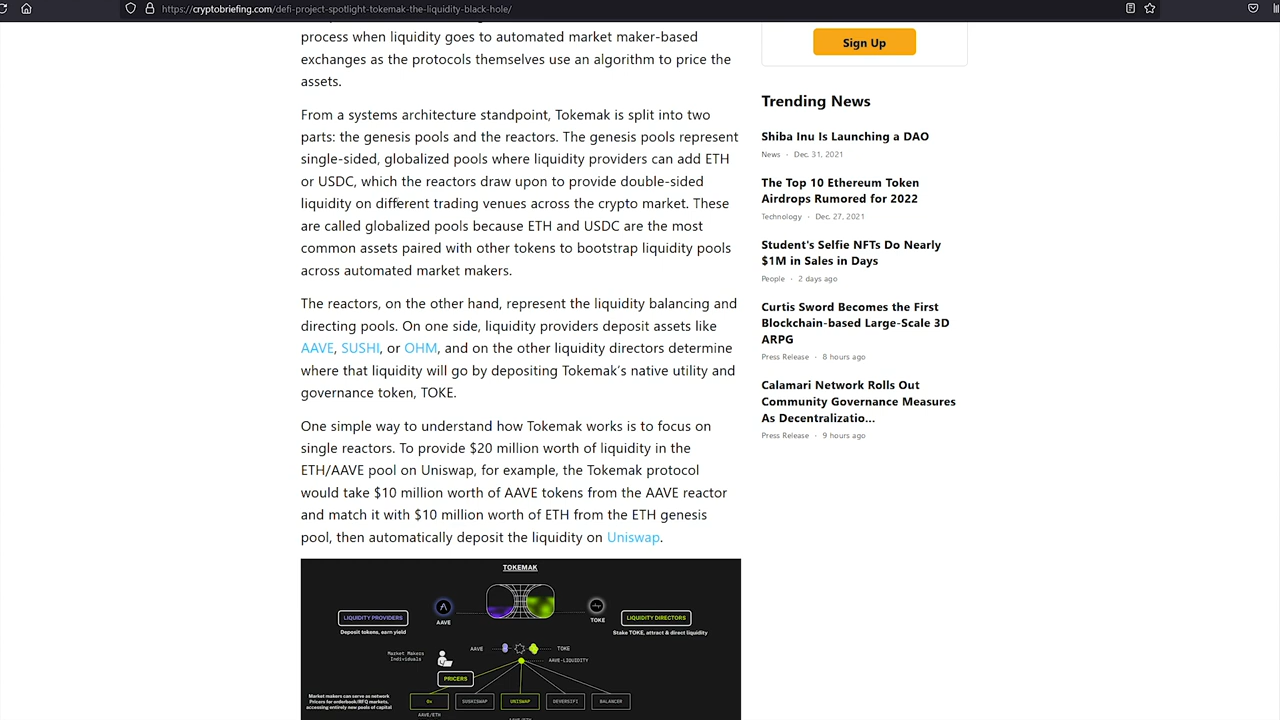 https://cryptobriefing.com/defi-project-spotlight-tokemak-the-liquidity-black-hole/
process when liquidity goes to automated market maker-based
exchanges as the protocols themselves use an algorithm to price the
assets.
From a systems architecture standpoint, Tokemak is split into two
parts: the genesis pools and the reactors. The genesis pools represent
single-sided, globalized pools where liquidity providers can add ETH
or USDC, which the reactors draw upon to provide double-sided
liquidity on different trading venues across the crypto market. These
are called globalized pools because ETH and USDC are the most
common assets paired with other tokens to bootstrap liquidity pools
across automated market makers.
The reactors, on the other hand, represent the liquidity balancing and
directing pools. On one side, liquidity providers deposit assets like
AAVE, SUSHI, or OHM, and on the other liquidity directors determine
where that liquidity will go by depositing Tokemak's native utility and
governance token, TOKE.
One simple way to understand how Tokemak works is to focus on
single reactors. To provide $20 million worth of liquidity in the
ETH/AAVE pool on Uniswap, for example, the Tokemak protocol
would take $10 million worth of AAVE tokens from the AAVE reactor
and match it with $10 million worth of ETH from the ETH genesis
pool, then automatically deposit the liquidity on Uniswap.
TOKEMAK
LIQUIDITY PROVIDERS
Deposit tokens, earn yield
AAVE
TOKE
LIQUIDITY DIRECTORS
Stake TOKE, attract & direct liquidity
Market Makers
Individuals
AAVE
TOKE
AAVE-LIQUIDITY
PRICERS
Market makers can serve as network
Pricers for orderbook/RFQ markets,
accessing entirely new pools of capital
0x
SUSHISWAP
UNISWAP
DEVERSIFI
BALANCER
AAVE/ETH
Sign Up
Trending News
Shiba Inu Is Launching a DAO
News · Dec. 31, 2021
The Top 10 Ethereum Token
Airdrops Rumored for 2022
Technology · Dec. 27, 2021
Student's Selfie NFTs Do Nearly
$1M in Sales in Days
People · 2 days ago
Curtis Sword Becomes the First
Blockchain-based Large-Scale 3D
ARPG
Press Release · 8 hours ago
Calamari Network Rolls Out
Community Governance Measures
As Decentralizatio...
Press Release · 9 hours ago